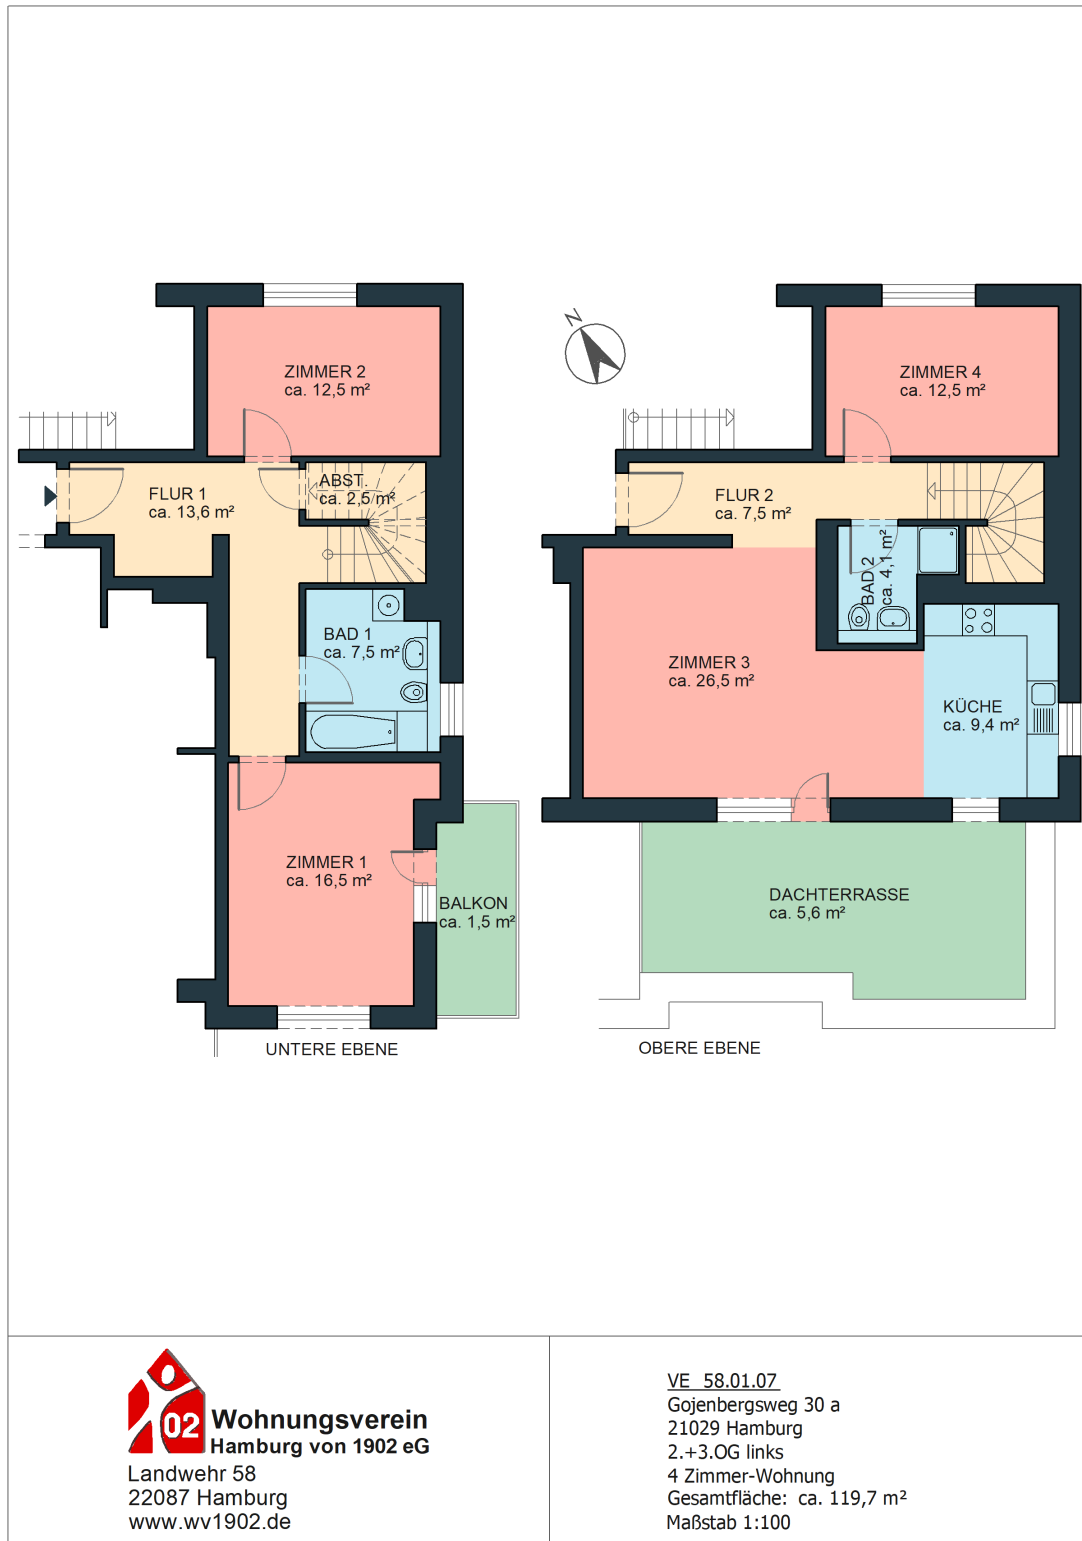 ZIMMER 2
ca. 12,5 m²
FLUR 1
ca. 13,6 m²
ABST.
ca. 2,5 m²
BAD 1
ca. 7,5 m²
ZIMMER 1
ca. 16,5 m²
BALKON
ca. 1,5 m²
UNTERE EBENE
N
ZIMMER 4
ca. 12,5 m²
FLUR 2
ca. 7,5 m²
BAD 2
ca. 4,1 m²
ZIMMER 3
ca. 26,5 m²
KÜCHE
ca. 9,4 m²
DACHTERRASSE
ca. 5,6 m²
OBERE EBENE
02
Wohnungsverein
Hamburg von 1902 eG
Landwehr 58
22087 Hamburg
www.wv1902.de
VE 58.01.07
Gojenbergsweg 30 a
21029 Hamburg
2.+3.OG links
4 Zimmer-Wohnung
Gesamtfläche: ca. 119,7 m²
Maßstab 1:100